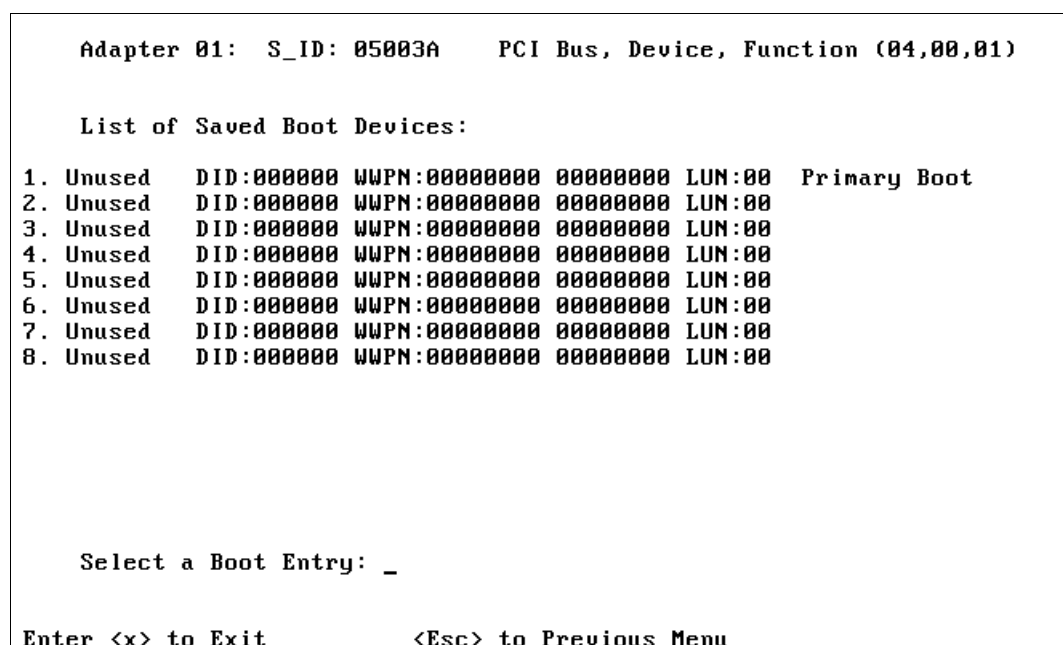 Adapter 01: S_ID: 05003A PCI Bus, Device, Function (04,00,01)
List of Saved Boot Devices:
1. Unused DID:000000 WWPN:00000000 00000000 LUN:00 Primary Boot
2. Unused DID:000000 WWPN:00000000 00000000 LUN:00
3. Unused DID:000000 WWPN:00000000 00000000 LUN:00
4. Unused DID:000000 WWPN:00000000 00000000 LUN:00
5. Unused DID:000000 WWPN:00000000 00000000 LUN:00
6. Unused DID:000000 WWPN:00000000 00000000 LUN:00
7. Unused DID:000000 WWPN:00000000 00000000 LUN:00
8. Unused DID:000000 WWPN:00000000 00000000 LUN:00
Select a Boot Entry: _
Enter <x> to Exit <Esc> to Previous Menu